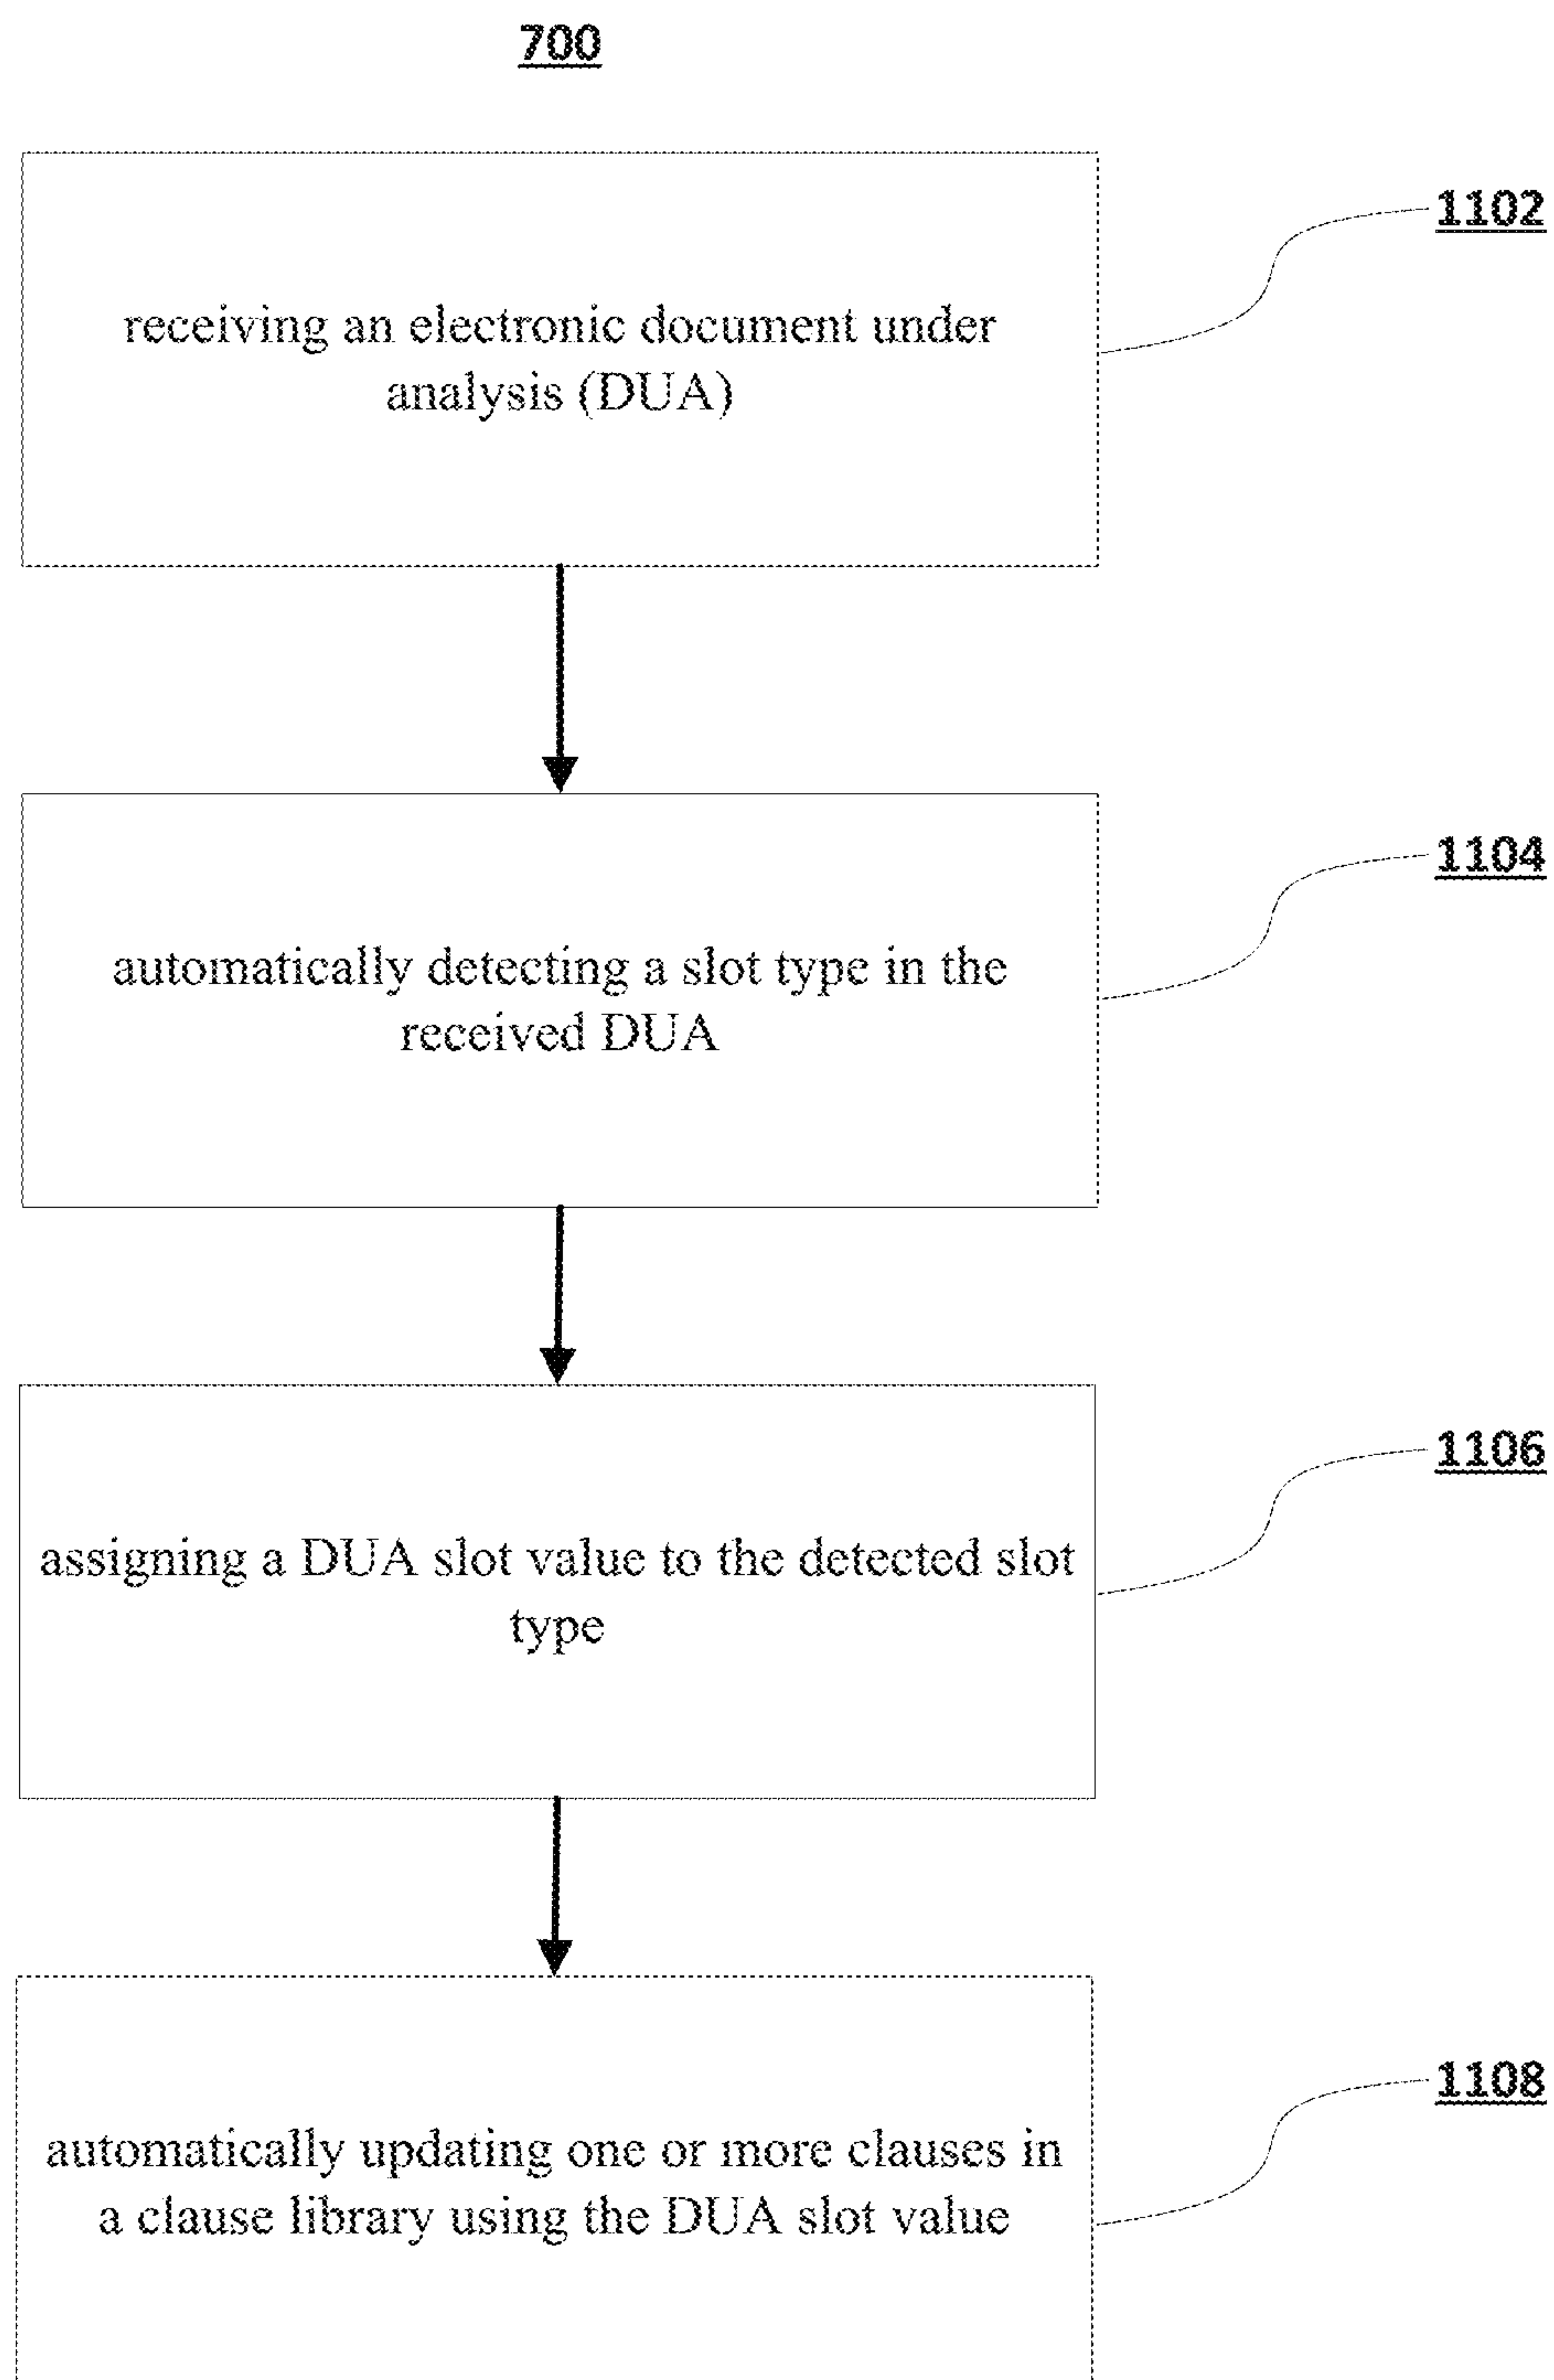 700
1102
receiving an electronic document under
analysis (DUA)
1104
automatically detecting a slot type in the
received DUA
1106
assigning a DUA slot value to the detected slot
type
1108
automatically updating one or more clauses in
a clause library using the DUA slot value